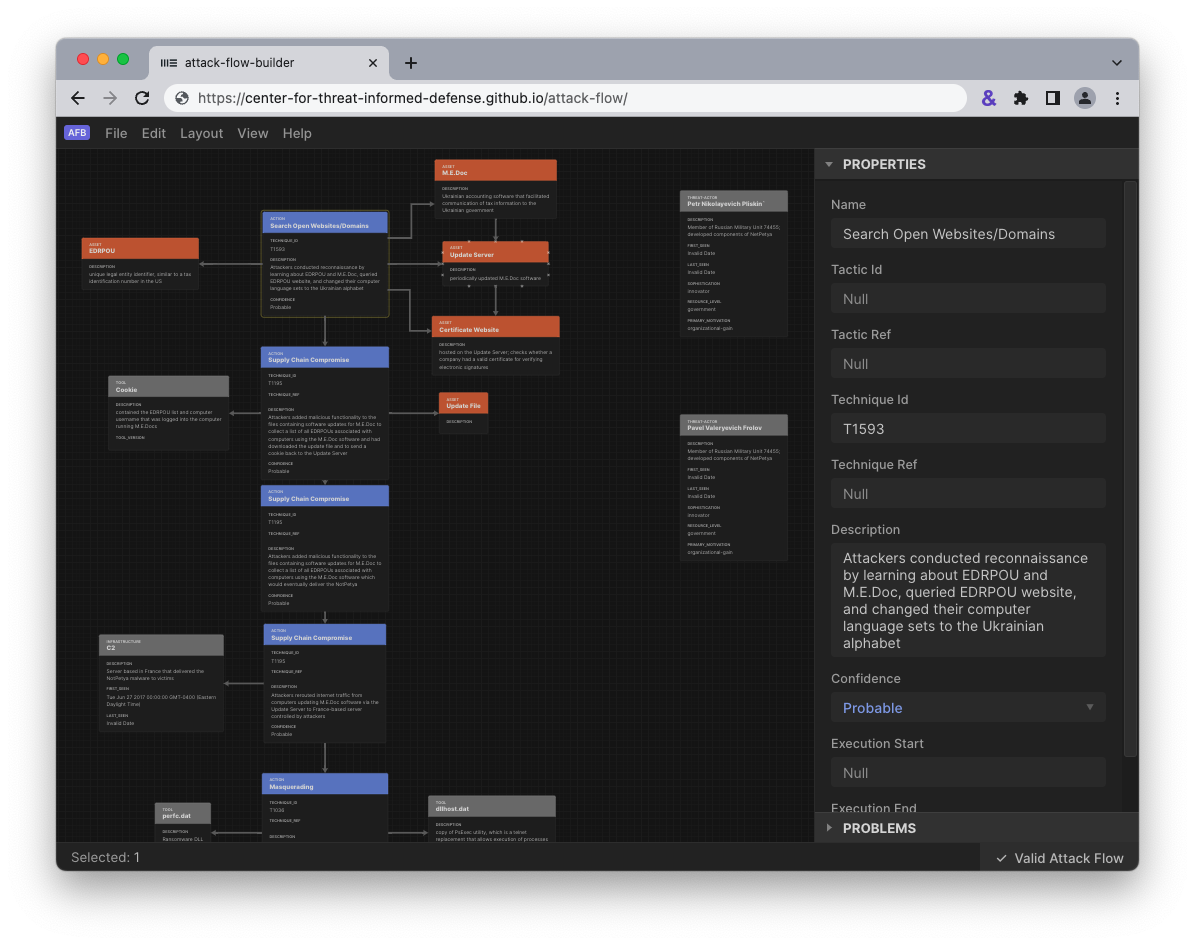 attack-flow-builder
https://center-for-threat-informed-defense.github.io/attack-flow/
AFB File Edit Layout View Help
ASSET
M.E.Doc
DESCRIPTION
Ukrainian accounting software that facilitated
communication of tax information to the
Ukrainian government
ACTION
Search Open Websites/Domains
TECHNIQUE_ID
T1593
DESCRIPTION
Attackers conducted reconnaissance by
learning about EDRPOU and M.E.Doc, queried
EDRPOU website, and changed their computer
language sets to the Ukrainian alphabet
CONFIDENCE
Probable
ASSET
EDRPOU
DESCRIPTION
unique legal entity identifier, similar to a tax
identification number in the US
ASSET
Update Server
DESCRIPTION
periodically updated M.E.Doc software
ASSET
Certificate Website
DESCRIPTION
hosted on the Update Server; checks whether a
company had a valid certificate for verifying
electronic signatures
ACTION
Supply Chain Compromise
TECHNIQUE_ID
T1195
TECHNIQUE_REF
DESCRIPTION
Attackers added malicious functionality to the
files containing software updates for M.E.Doc to
collect a list of all EDRPOUs associated with
computers using the M.E.Doc software and had
downloaded the update file and to send a
cookie back to the Update Server
CONFIDENCE
Probable
TOOL
Cookie
DESCRIPTION
contained the EDRPOU list and computer
username that was logged into the computer
running M.E.Docs
TOOL_VERSION
ASSET
Update File
DESCRIPTION
ACTION
Supply Chain Compromise
TECHNIQUE_ID
T1195
TECHNIQUE_REF
DESCRIPTION
Attackers added malicious functionality to the
files containing software updates for M.E.Doc to
collect a list of all EDRPOUs associated with
computers using the M.E.Doc software which
would eventually deliver the NotPetya
CONFIDENCE
Probable
ACTION
Supply Chain Compromise
TECHNIQUE_ID
T1195
TECHNIQUE_REF
DESCRIPTION
Attackers rerouted internet traffic from
computers updating M.E.Doc software via the
Update Server to France-based server
controlled by attackers
CONFIDENCE
Probable
INFRASTRUCTURE
C2
DESCRIPTION
Server based in France that delivered the
NotPetya malware to victims
FIRST_SEEN
Tue Jun 27 2017 00:00:00 GMT-0400 (Eastern
Daylight Time)
LAST_SEEN
Invalid Date
ACTION
Masquerading
TECHNIQUE_ID
T1036
TECHNIQUE_REF
DESCRIPTION
TOOL
perfc.dat
DESCRIPTION
Ransomware DLL
TOOL
dllhost.dat
DESCRIPTION
copy of PsExec utility, which is a telnet
replacement that allows execution of processes
THREAT-ACTOR
Petr Nikolayevich Pliskin`
DESCRIPTION
Member of Russian Military Unit 74455;
developed components of NetPetya
FIRST_SEEN
Invalid Date
LAST_SEEN
Invalid Date
SOPHISTICATION
innovator
RESOURCE_LEVEL
government
PRIMARY_MOTIVATION
organizational-gain
THREAT-ACTOR
Pavel Valeryevich Frolov
DESCRIPTION
Member of Russian Military Unit 74455;
developed components of NotPetya
FIRST_SEEN
Invalid Date
LAST_SEEN
Invalid Date
SOPHISTICATION
innovator
RESOURCE_LEVEL
government
PRIMARY_MOTIVATION
organizational-gain
PROPERTIES
Name
Search Open Websites/Domains
Tactic Id
Null
Tactic Ref
Null
Technique Id
T1593
Technique Ref
Null
Description
Attackers conducted reconnaissance
by learning about EDRPOU and
M.E.Doc, queried EDRPOU website,
and changed their computer
language sets to the Ukrainian
alphabet
Confidence
Probable
Execution Start
Null
Execution End
PROBLEMS
Selected: 1
Valid Attack Flow